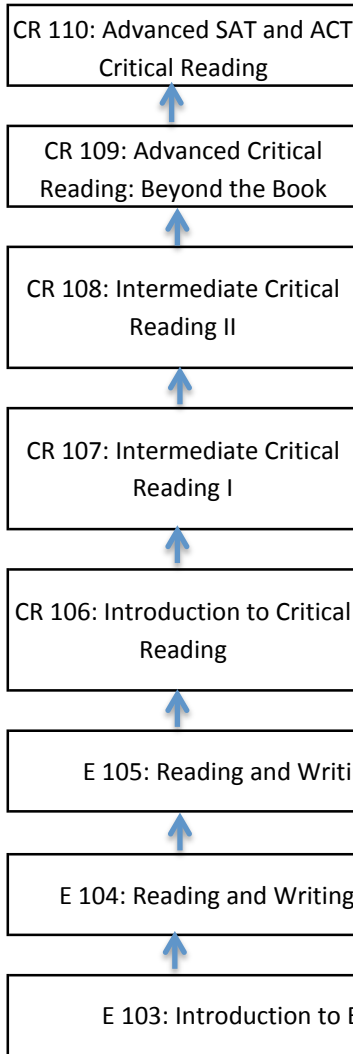 CR 110: Advanced SAT and ACT
Critical Reading
CR 109: Advanced Critical
Reading: Beyond the Book
CR 108: Intermediate Critical
Reading II
CR 107: Intermediate Critical
Reading I
CR 106: Introduction to Critical
Reading
E 105: Reading and Writi
E 104: Reading and Writing
E 103: Introduction to